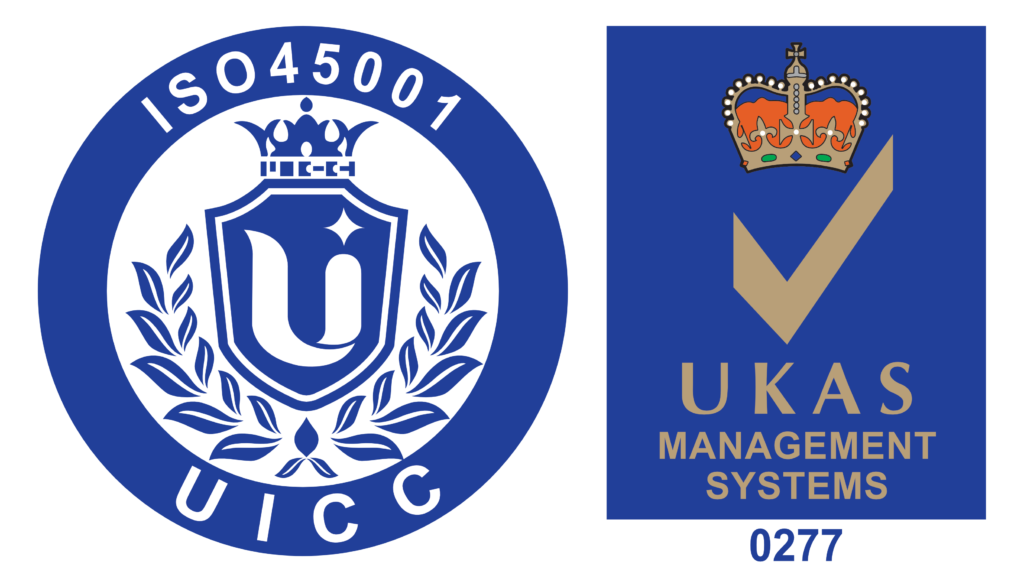 ISO45001
UICC
UKAS
MANAGEMENT
SYSTEMS
0277